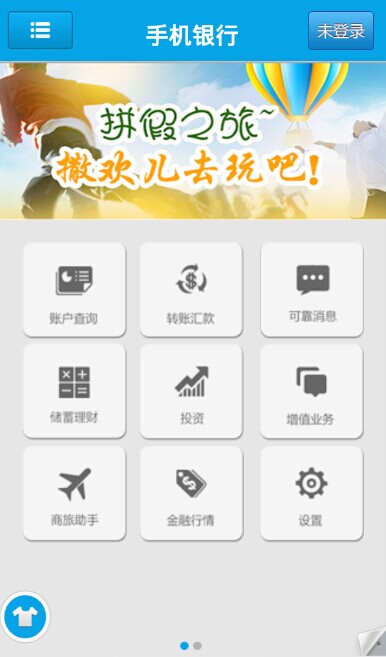 手机银行
未登录
拼假之旅~
撒欢儿去玩吧!
账户查询
转账汇款
可靠消息
储蓄理财
投资
增值业务
商旅助手
金融行情
设置